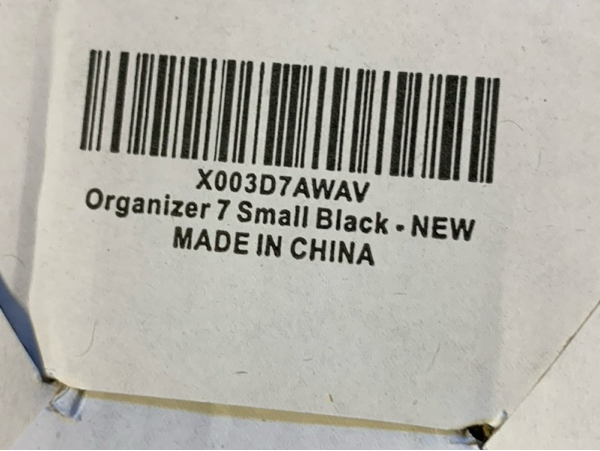 X003D7AWAV
Organizer 7 Small Black - NEW
MADE IN CHINA